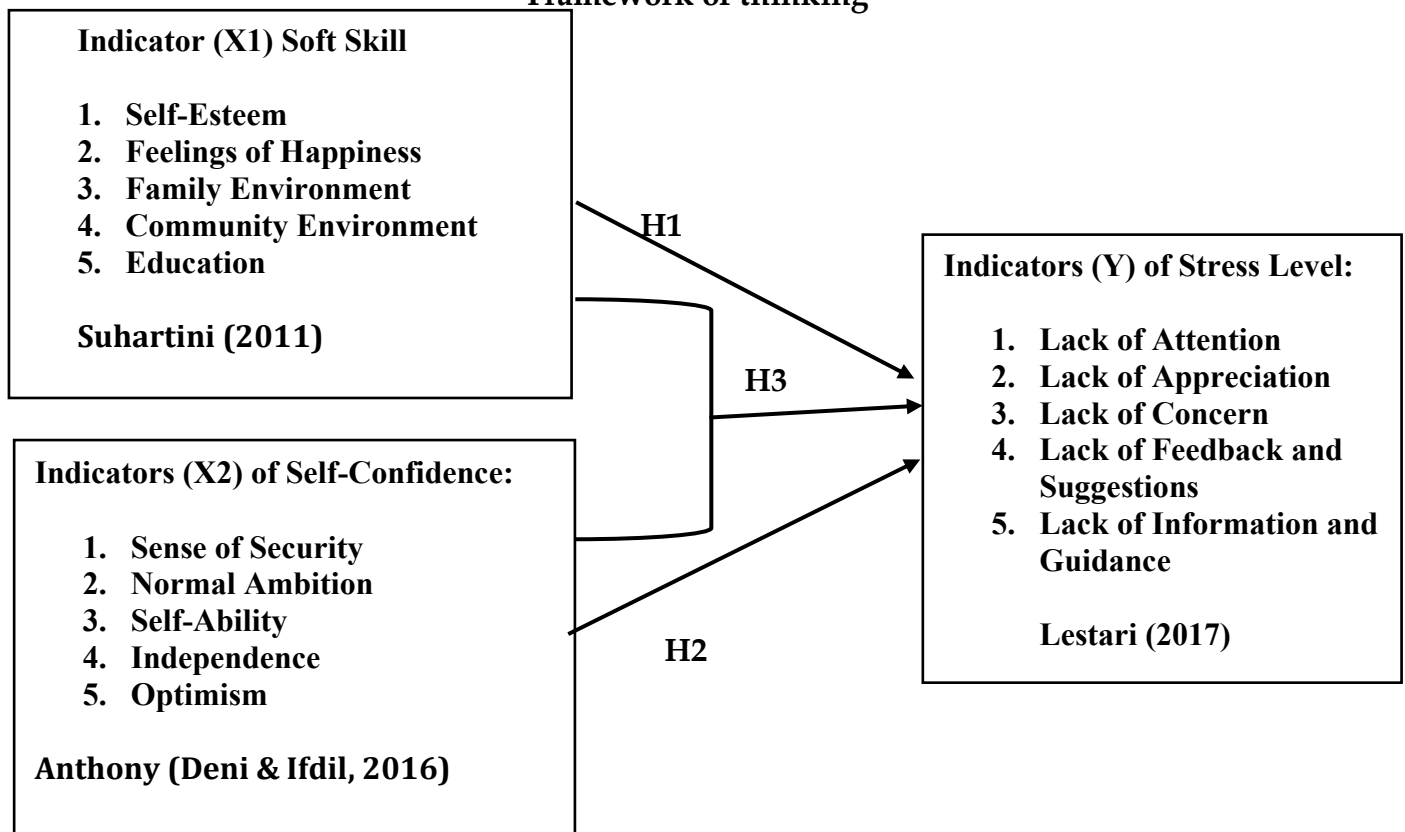 Framework of thinking
Indicator (X1) Soft Skill
1. Self-Esteem
2. Feelings of Happiness
3. Family Environment
4. Community Environment
5. Education
Suhartini (2011)
H1
H3
H2
Indicators (X2) of Self-Confidence:
1. Sense of Security
2. Normal Ambition
3. Self-Ability
4. Independence
5. Optimism
Anthony (Deni & Ifdil, 2016)
Indicators (Y) of Stress Level:
1. Lack of Attention
2. Lack of Appreciation
3. Lack of Concern
4. Lack of Feedback and
Suggestions
5. Lack of Information and
Guidance
Lestari (2017)